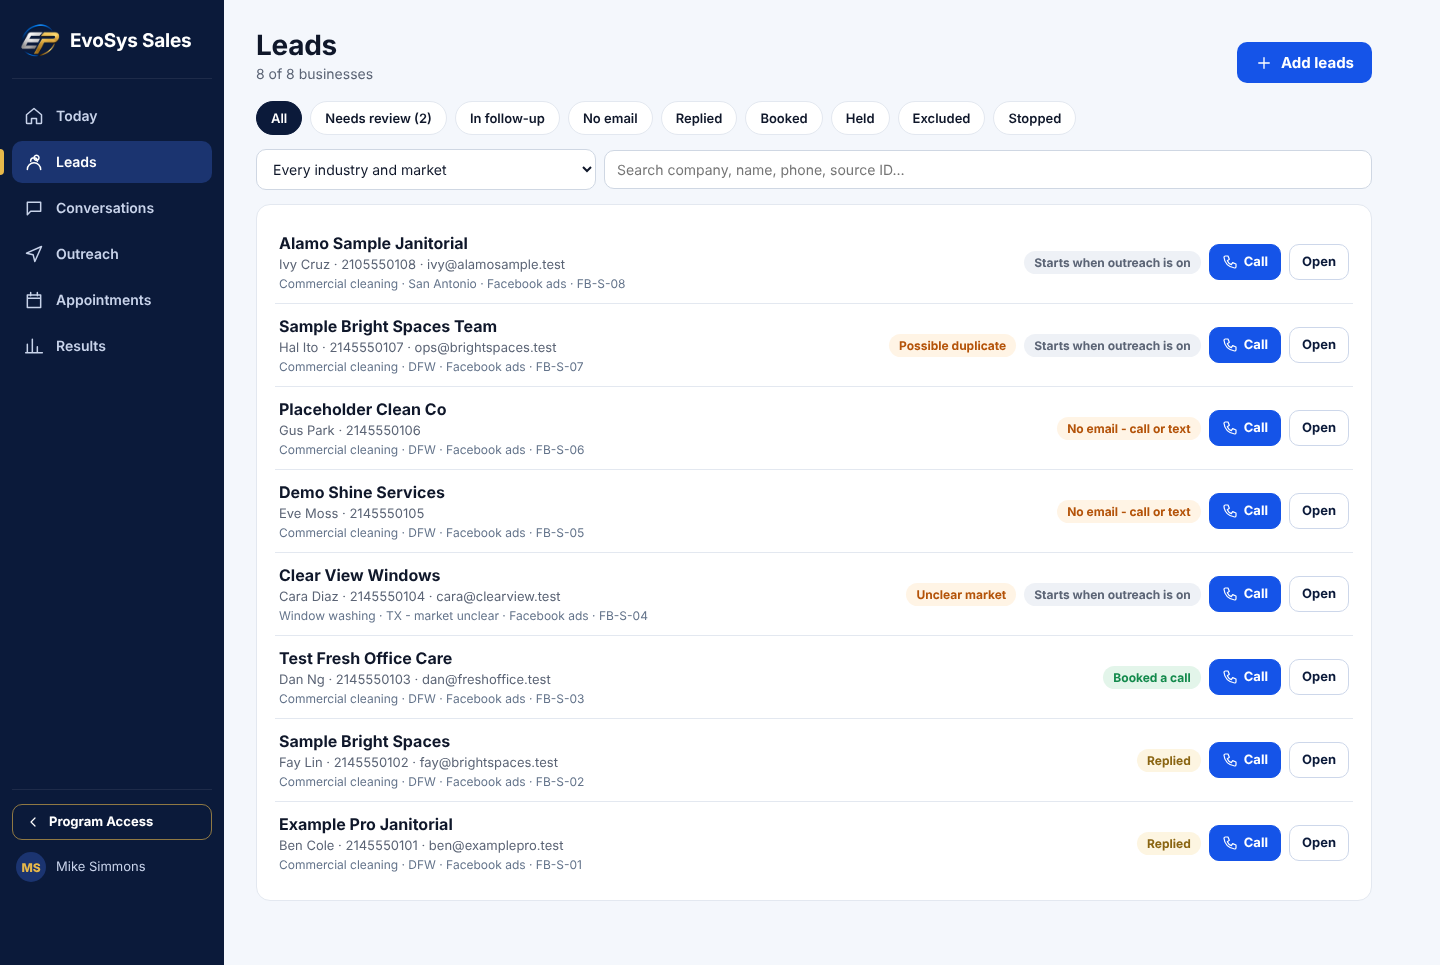 EP EvoSys Sales
Today
Leads
Conversations
Outreach
Appointments
Results
Program Access
MS Mike Simmons
Leads
8 of 8 businesses
Add leads
All Needs review (2) In follow-up No email Replied Booked Held Excluded Stopped
Every industry and market Search company, name, phone, source ID...
Alamo Sample Janitorial
Ivy Cruz · 2105550108 · ivy@alamosample.test
Commercial cleaning · San Antonio · Facebook ads · FB-S-08
Starts when outreach is on Call Open
Sample Bright Spaces Team
Hal Ito · 2145550107 · ops@brightspaces.test
Commercial cleaning · DFW · Facebook ads · FB-S-07
Possible duplicate Starts when outreach is on Call Open
Placeholder Clean Co
Gus Park · 2145550106
Commercial cleaning · DFW · Facebook ads · FB-S-06
No email - call or text Call Open
Demo Shine Services
Eve Moss · 2145550105
Commercial cleaning · DFW · Facebook ads · FB-S-05
No email - call or text Call Open
Clear View Windows
Cara Diaz · 2145550104 · cara@clearview.test
Window washing · TX - market unclear · Facebook ads · FB-S-04
Unclear market Starts when outreach is on Call Open
Test Fresh Office Care
Dan Ng · 2145550103 · dan@freshoffice.test
Commercial cleaning · DFW · Facebook ads · FB-S-03
Booked a call Call Open
Sample Bright Spaces
Fay Lin · 2145550102 · fay@brightspaces.test
Commercial cleaning · DFW · Facebook ads · FB-S-02
Replied Call Open
Example Pro Janitorial
Ben Cole · 2145550101 · ben@examplepro.test
Commercial cleaning · DFW · Facebook ads · FB-S-01
Replied Call Open